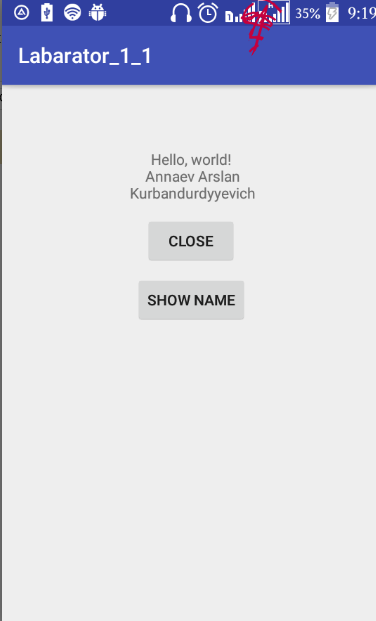 35% 9:19
Labarator_1_1
Hello, world!
Annaev Arslan
Kurbandurdyyevich
CLOSE
SHOW NAME